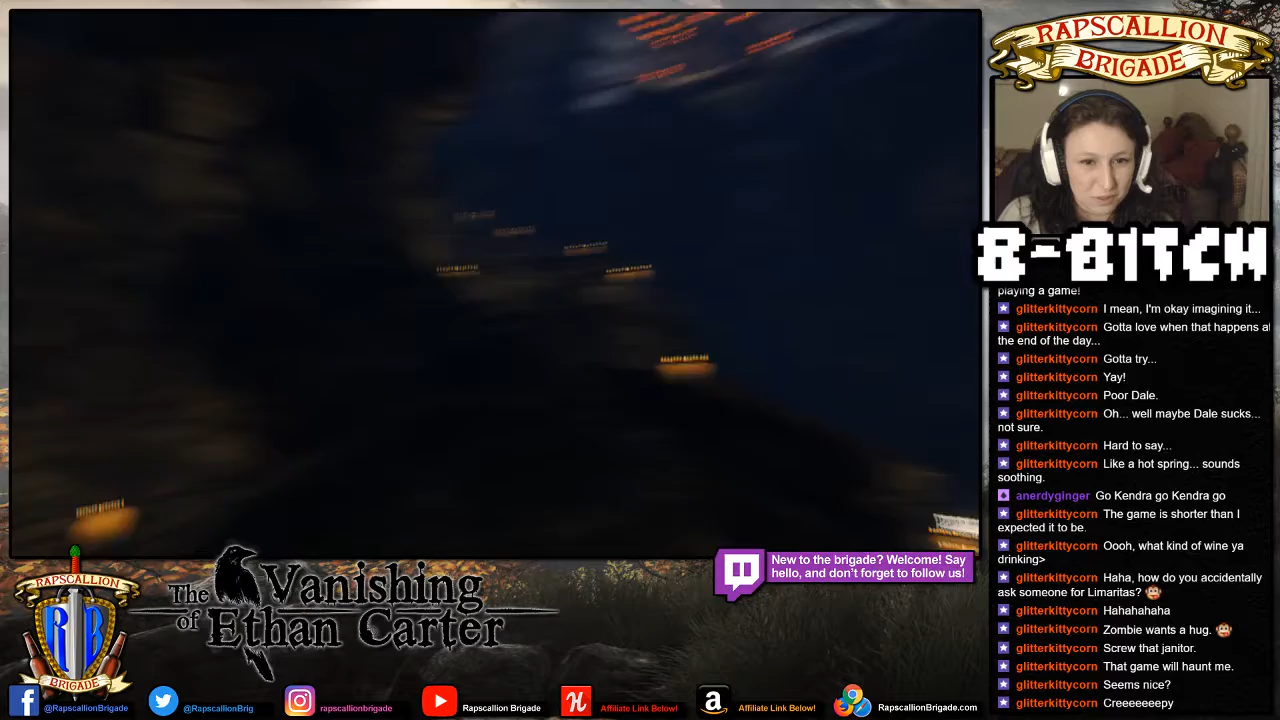 RAPSCALLION
BRIGADE
8-BITCH
playing a game!
glitterkittycorn I mean, I'm okay imagining it...
glitterkittycorn Gotta love when that happens at
the end of the day...
glitterkittycorn Gotta try...
glitterkittycorn Yay!
glitterkittycorn Poor Dale.
glitterkittycorn Oh... well maybe Dale sucks...
not sure.
glitterkittycorn Hard to say...
glitterkittycorn Like a hot spring... sounds
soothing.
anerdyginger Go Kendra go Kendra go
glitterkittycorn The game is shorter than I
expected it to be.
glitterkittycorn Oooh, what kind of wine ya
drinking>
glitterkittycorn Haha, how do you accidentally
ask someone for Limaritas?
glitterkittycorn Hahahahaha
glitterkittycorn Zombie wants a hug.
glitterkittycorn Screw that janitor.
glitterkittycorn That game will haunt me.
glitterkittycorn Seems nice?
glitterkittycorn Creeeeeeepy
New to the brigade? Welcome! Say
hello, and don't forget to follow us!
RAPSCALLION
RB
BRIGADE
The Vanishing
of Ethan Carter
@RapscallionBrigade
@RapscallionBrig
rapscallionbrigade
Rapscallion Brigade
Affiliate Link Below!
Affiliate Link Below!
RapscallionBrigade.com